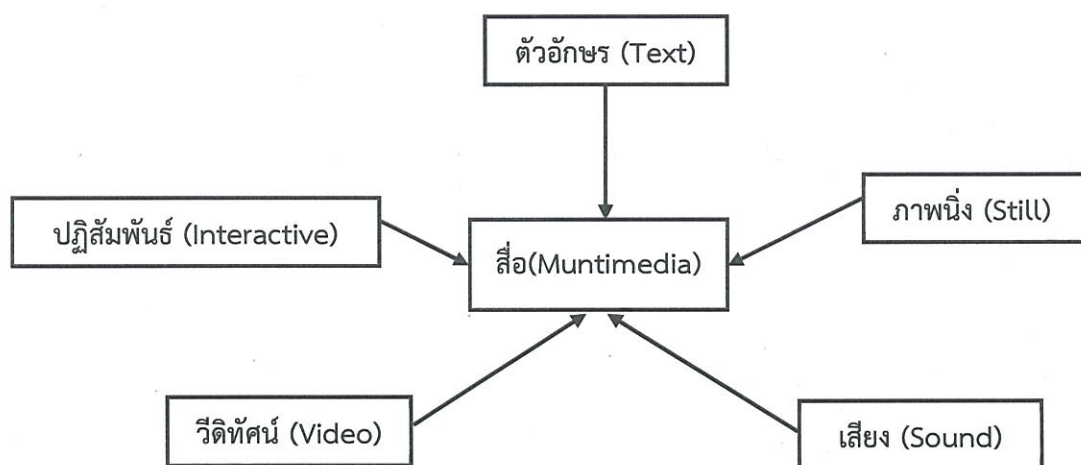 ตัวอักษร (Text)
ภาพนิ่ง (Still)
ปฏิสัมพันธ์ (Interactive)
สื่อ(Muntimedia)
วีดิทัศน์ (Video)
เสียง (Sound)